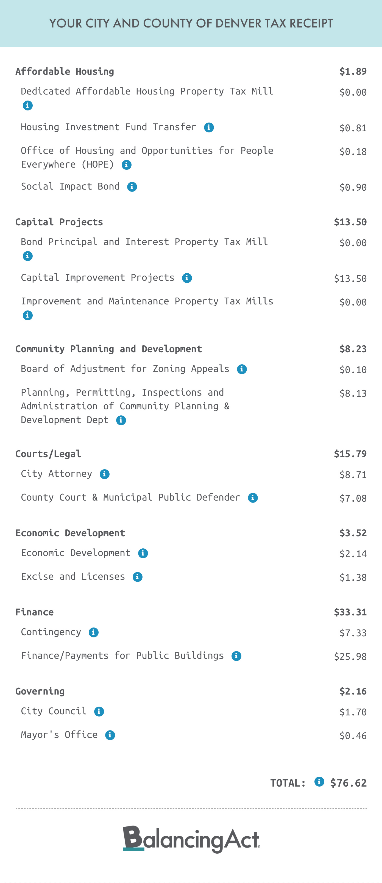 YOUR CITY AND COUNTY OF DENVER TAX RECEIPT
Affordable Housing $1.89
Dedicated Affordable Housing Property Tax Mill $0.00
i
Housing Investment Fund Transfer i $0.81
Office of Housing and Opportunities for People $0.18
Everywhere (HOPE) i
Social Impact Bond i $0.90
Capital Projects $13.50
Bond Principal and Interest Property Tax Mill $0.00
i
Capital Improvement Projects i $13.50
Improvement and Maintenance Property Tax Mills $0.00
i
Community Planning and Development $8.23
Board of Adjustment for Zoning Appeals i $0.10
Planning, Permitting, Inspections and $8.13
Administration of Community Planning &
Development Dept i
Courts/Legal $15.79
City Attorney i $8.71
County Court & Municipal Public Defender i $7.08
Economic Development $3.52
Economic Development i $2.14
Excise and Licenses i $1.38
Finance $33.31
Contingency i $7.33
Finance/Payments for Public Buildings i $25.98
Governing $2.16
City Council i $1.70
Mayor's Office i $0.46
TOTAL: i $76.62
BalancingAct